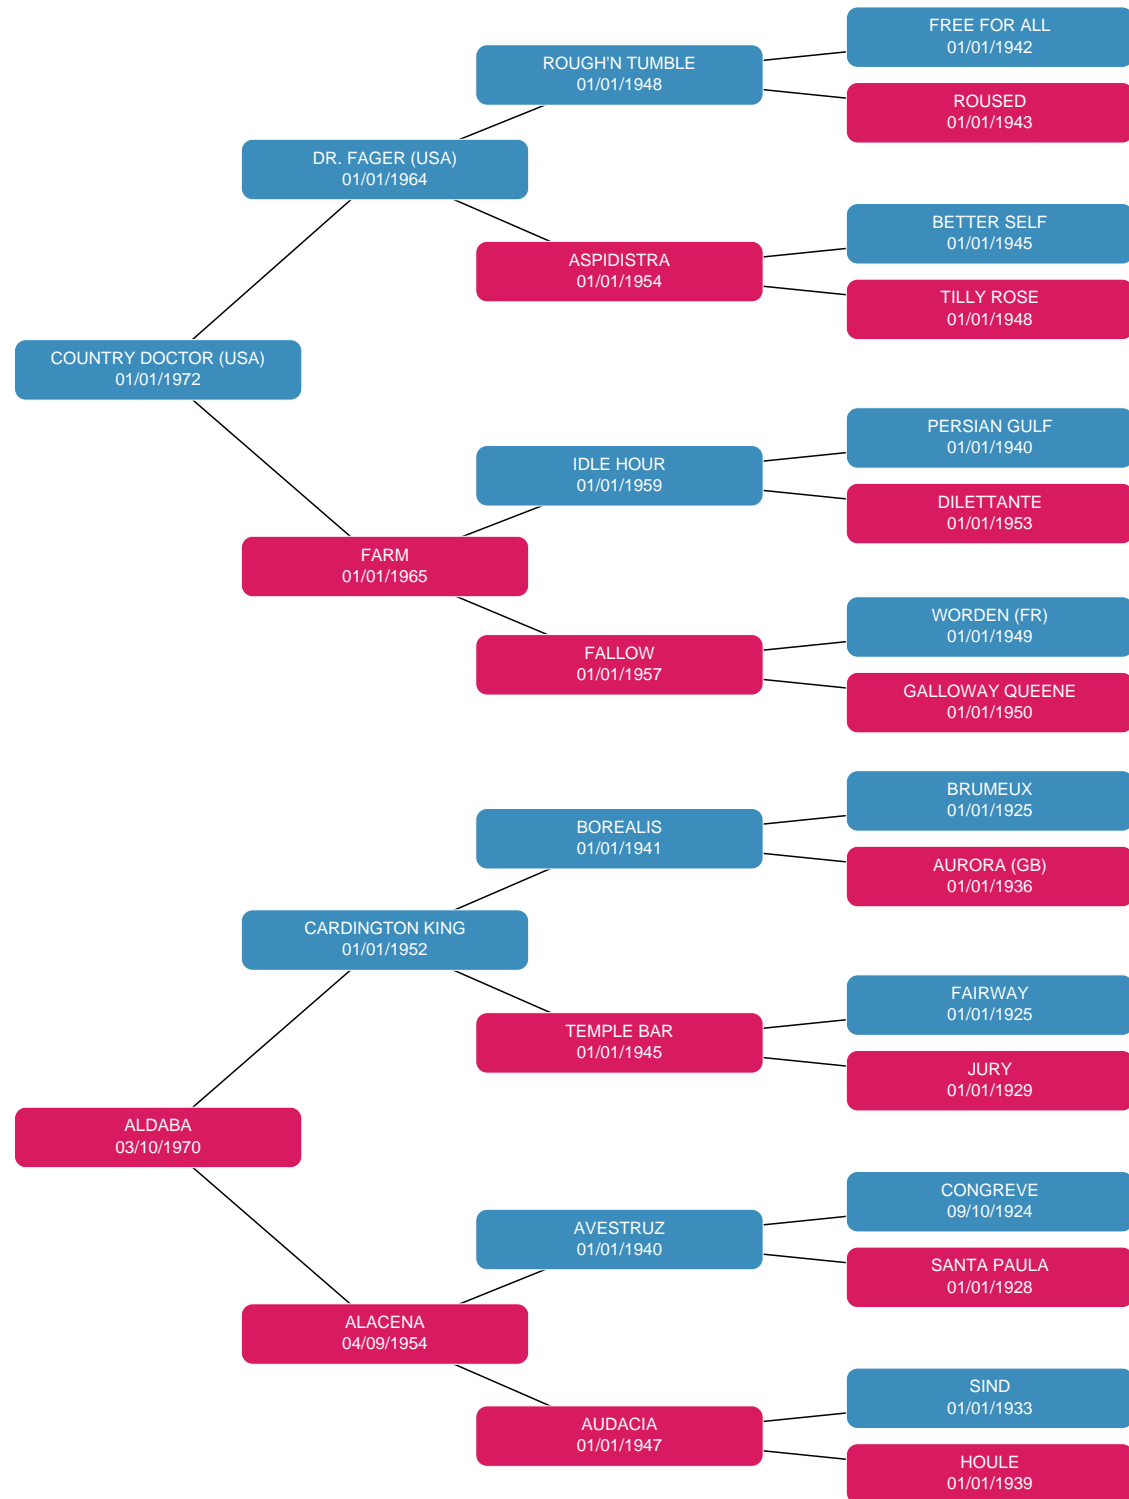 FREE FOR ALL
01/01/1942
ROUGH'N TUMBLE
01/01/1948
ROUSED
01/01/1943
DR. FAGER (USA)
01/01/1964
BETTER SELF
01/01/1945
ASPIDISTRA
01/01/1954
TILLY ROSE
01/01/1948
COUNTRY DOCTOR (USA)
01/01/1972
PERSIAN GULF
01/01/1940
IDLE HOUR
01/01/1959
DILETTANTE
01/01/1953
FARM
01/01/1965
WORDEN (FR)
01/01/1949
FALLOW
01/01/1957
GALLOWAY QUEENE
01/01/1950
BRUMEUX
01/01/1925
BOREALIS
01/01/1941
AURORA (GB)
01/01/1936
CARDINGTON KING
01/01/1952
FAIRWAY
01/01/1925
TEMPLE BAR
01/01/1945
JURY
01/01/1929
ALDABA
03/10/1970
CONGREVE
09/10/1924
AVESTRUZ
01/01/1940
SANTA PAULA
01/01/1928
ALACENA
04/09/1954
SIND
01/01/1933
AUDACIA
01/01/1947
HOULE
01/01/1939